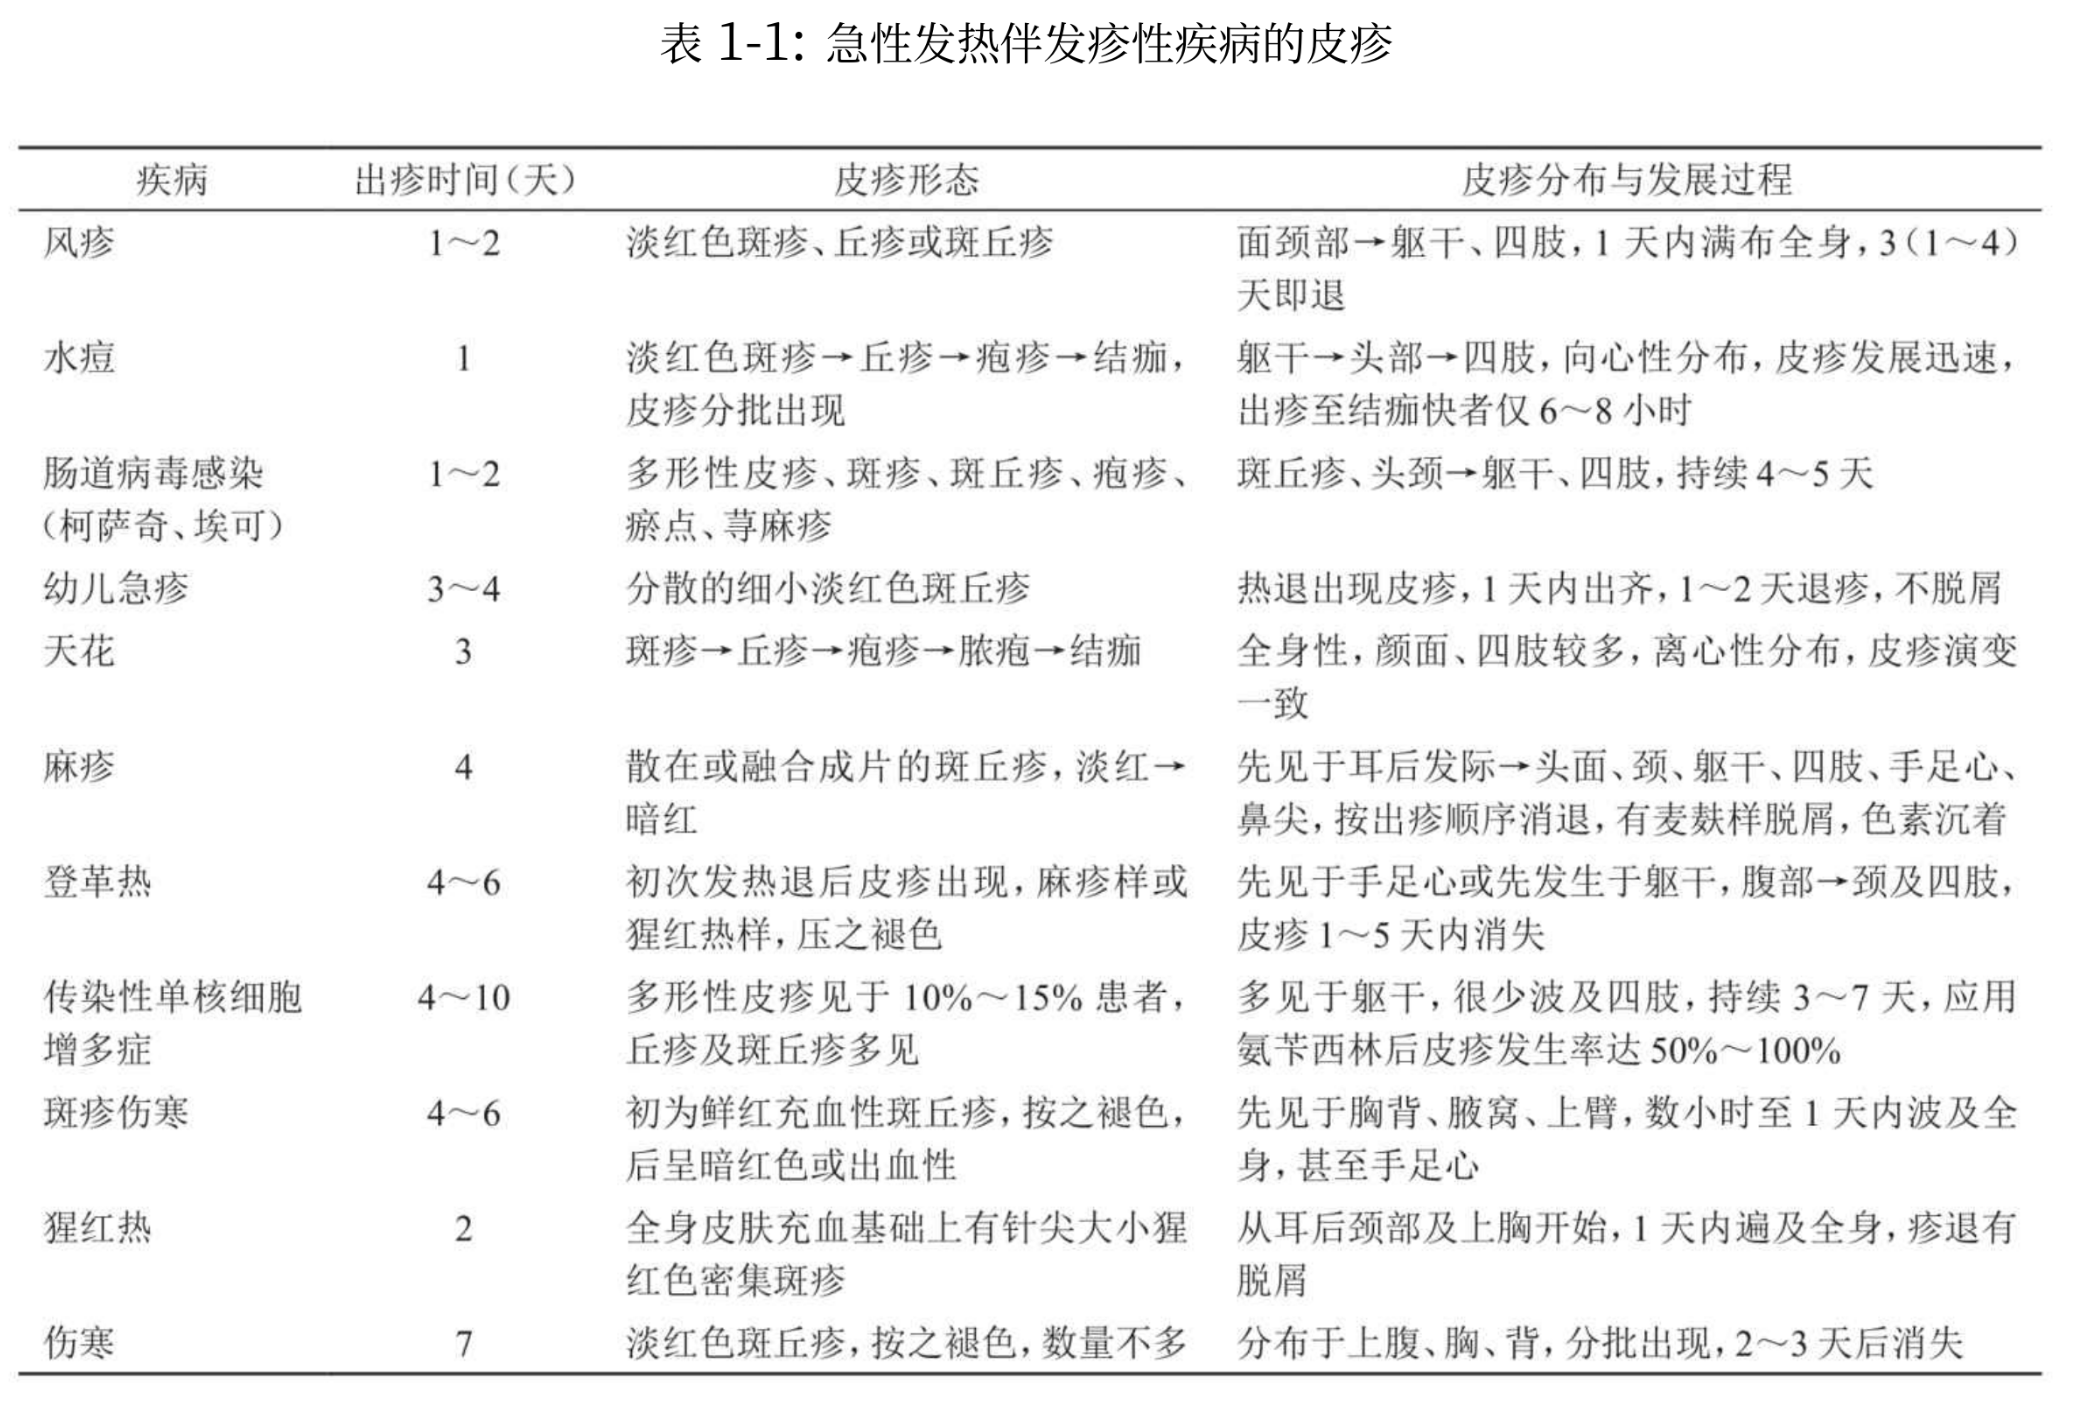 表 1-1: 急性发热伴发疹性疾病的皮疹
疾病 出疹时间(天) 皮疹形态 皮疹分布与发展过程
风疹 1～2 淡红色斑疹、丘疹或斑丘疹 面颈部→躯干、四肢,1 天内满布全身,3(1～4)
天即退
水痘 1 淡红色斑疹→丘疹→疱疹→结痂, 躯干→头部→四肢,向心性分布,皮疹发展迅速,
皮疹分批出现 出疹至结痂快者仅 6～8 小时
肠道病毒感染 1～2 多形性皮疹、斑疹、斑丘疹、疱疹、 斑丘疹、头颈→躯干、四肢,持续 4～5 天
(柯萨奇、埃可) 瘀点、荨麻疹
幼儿急疹 3～4 分散的细小淡红色斑丘疹 热退出现皮疹,1 天内出齐,1～2 天退疹,不脱屑
天花 3 斑疹→丘疹→疱疹→脓疱→结痂 全身性,颜面、四肢较多,离心性分布,皮疹演变
一致
麻疹 4 散在或融合成片的斑丘疹,淡红→ 先见于耳后发际→头面、颈、躯干、四肢、手足心、
暗红 鼻尖,按出疹顺序消退,有麦麸样脱屑,色素沉着
登革热 4～6 初次发热退后皮疹出现,麻疹样或 先见于手足心或先发生于躯干,腹部→颈及四肢,
猩红热样,压之褪色 皮疹 1～5 天内消失
传染性单核细胞 4～10 多形性皮疹见于 10%～15% 患者, 多见于躯干,很少波及四肢,持续 3～7 天,应用
增多症 丘疹及斑丘疹多见 氨苄西林后皮疹发生率达 50%～100%
斑疹伤寒 4～6 初为鲜红充血性斑丘疹,按之褪色, 先见于胸背、腋窝、上臂,数小时至 1 天内波及全
后呈暗红色或出血性 身,甚至手足心
猩红热 2 全身皮肤充血基础上有针尖大小猩 从耳后颈部及上胸开始,1 天内遍及全身,疹退有
红色密集斑疹 脱屑
伤寒 7 淡红色斑丘疹,按之褪色,数量不多 分布于上腹、胸、背,分批出现,2～3 天后消失